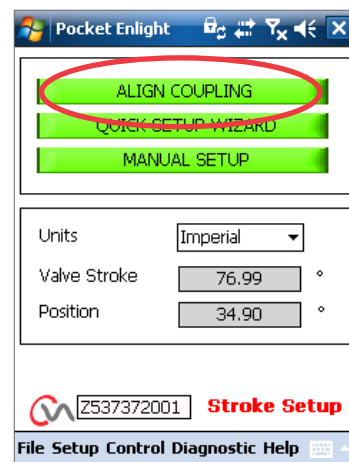 Pocket Enlight
ALIGN COUPLING
QUICK SETUP WIZARD
MANUAL SETUP
Units Imperial
Valve Stroke 76.99 °
Position 34.90 °
Z537372001 Stroke Setup
File Setup Control Diagnostic Help